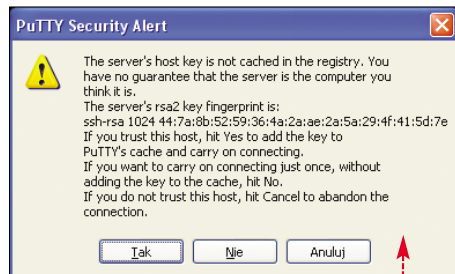 PuTTY Security Alert
The server's host key is not cached in the registry. You
have no guarantee that the server is the computer you
think it is.
The server's rsa2 key fingerprint is:
ssh-rsa 1024 44:7a:8b:52:59:36:4a:2a:ae:2a:5a:29:4f:41:5d:7e
If you trust this host, hit Yes to add the key to
PuTTY's cache and carry on connecting.
If you want to carry on connecting just once, without
adding the key to the cache, hit No.
If you do not trust this host, hit Cancel to abandon the
connection.
Tak Nie Anuluj